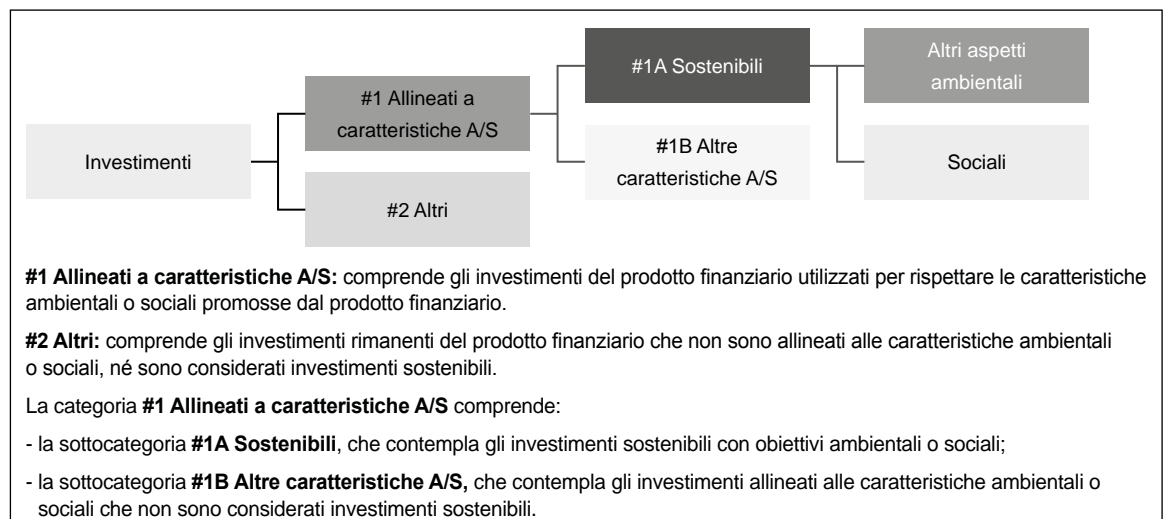 Investimenti
#1 Allineati a
caratteristiche A/S
#2 Altri
#1A Sostenibili
#1B Altre
caratteristiche A/S
Altri aspetti
ambientali
Sociali
#1 Allineati a caratteristiche A/S: comprende gli investimenti del prodotto finanziario utilizzati per rispettare le caratteristiche
ambientali o sociali promosse dal prodotto finanziario.
#2 Altri: comprende gli investimenti rimanenti del prodotto finanziario che non sono allineati alle caratteristiche ambientali
o sociali, né sono considerati investimenti sostenibili.
La categoria #1 Allineati a caratteristiche A/S comprende:
- la sottocategoria #1A Sostenibili, che contempla gli investimenti sostenibili con obiettivi ambientali o sociali;
- la sottocategoria #1B Altre caratteristiche A/S, che contempla gli investimenti allineati alle caratteristiche ambientali o
sociali che non sono considerati investimenti sostenibili.